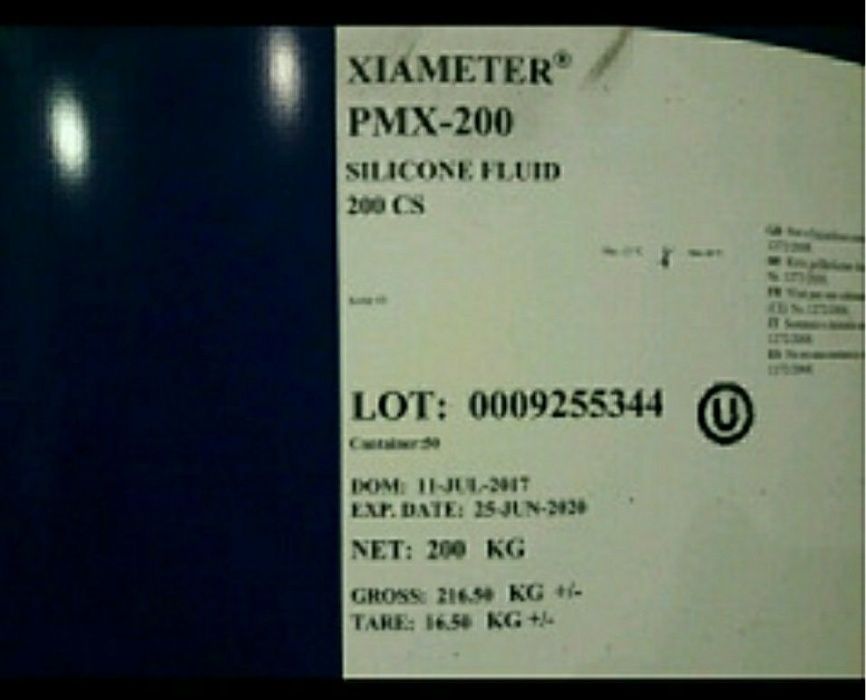 XIAMETER®
PMX-200
SILICONE FLUID
200 CS
LOT: 0009255344
U
Container:50
DOM: 11-JUL-2017
EXP. DATE: 25-JUN-2020
NET: 200 KG
GROSS: 216.50 KG +/-
TARE: 16.50 KG +/-